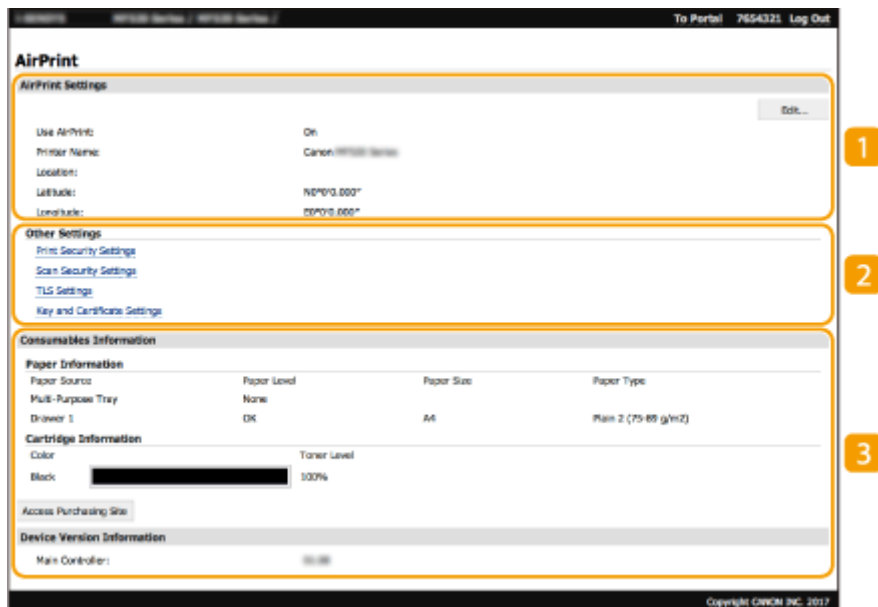 To Portal 7654321 Log Out
AirPrint
AirPrint Settings
Edit...
Use AirPrint: On
Printer Name: Canon
Location:
Latitude: N0°0'0.000"
Longitude: E0°0'0.000"
1
Other Settings
Print Security Settings
Scan Security Settings
TLS Settings
Key and Certificate Settings
2
Consumables Information
Paper Information
Paper Source Paper Level Paper Size Paper Type
Multi-Purpose Tray None
Drawer 1 OK A4 Plain 2 (75-89 g/m2)
Cartridge Information
Color Toner Level
Black 100%
3
Access Purchasing Site
Device Version Information
Main Controller:
Copyright CANON INC. 2017